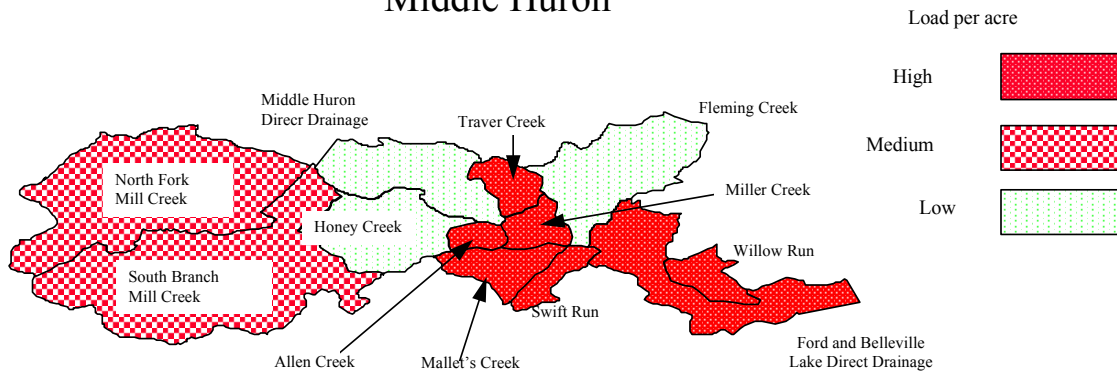 Middle Huron
Load per acre
High
Medium
Low
Middle Huron
Direcr Drainage
Traver Creek
Fleming Creek
North Fork
Mill Creek
Miller Creek
Honey Creek
Willow Run
South Branch
Mill Creek
Swift Run
Allen Creek
Mallet's Creek
Ford and Belleville
Lake Direct Drainage